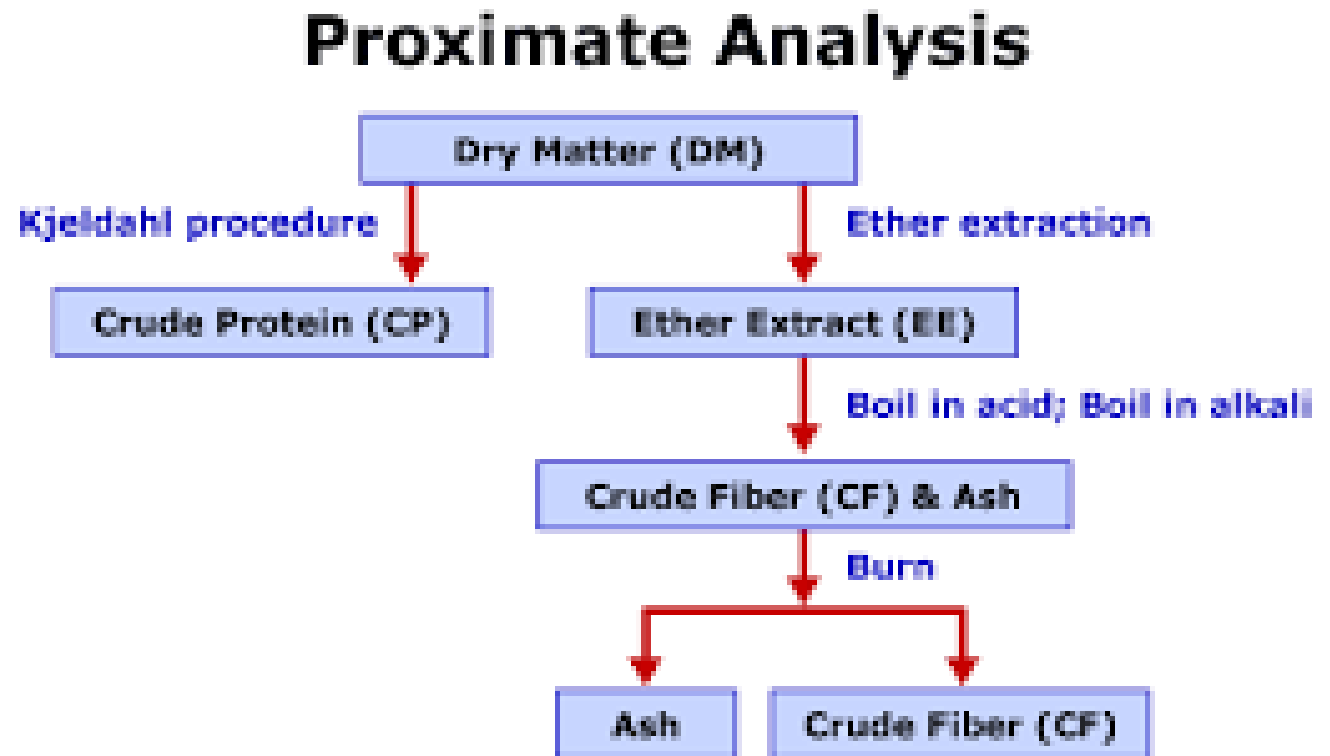 Proximate Analysis
Dry Matter (DM)
Kjeldahl procedure
Ether extraction
Crude Protein (CP)
Ether Extract (EE)
Boil in acid; Boil in alkali
Crude Fiber (CF) & Ash
Burn
Ash
Crude Fiber (CF)